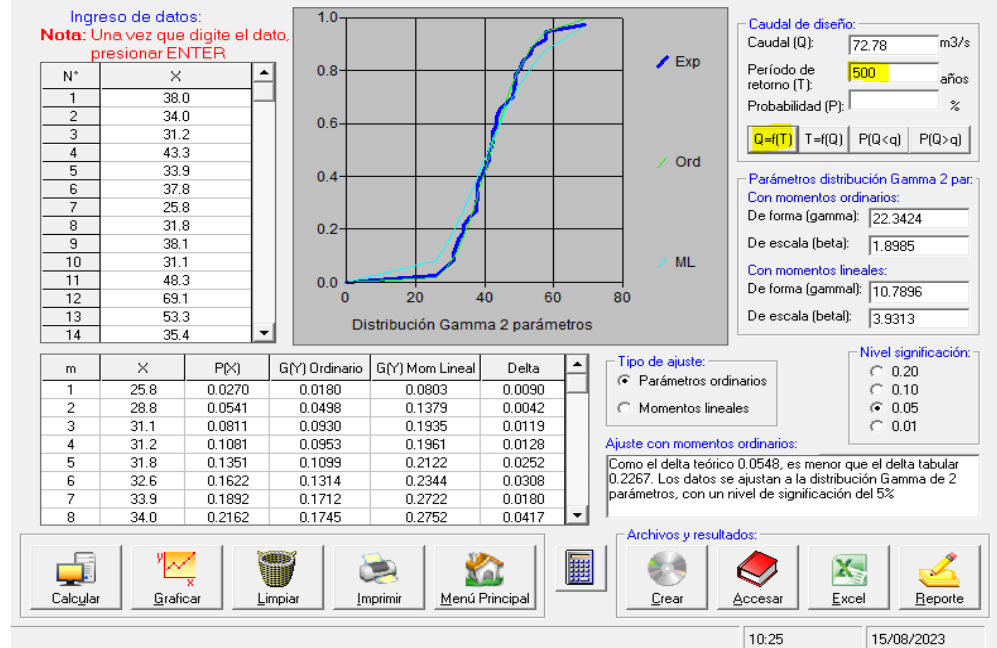 Ingreso de datos:
Nota: Una vez que digite el dato,
presionar ENTER
N° X
1 38.0
2 34.0
3 31.2
4 43.3
5 33.9
6 37.8
7 25.8
8 31.8
9 38.1
10 31.1
11 48.3
12 69.1
13 53.3
14 35.4
1.0
0.8
0.6
0.4
0.2
0.0
0 20 40 60 80
Distribución Gamma 2 parámetros
Exp
Ord
ML
Caudal de diseño:
Caudal (Q): 72.78 m3/s
Período de
retorno (T): 500 años
Probabilidad (P): %
Q=f(T) T=f(Q) P(Q<q) P(Q>q)
Parámetros distribución Gamma 2 par:
Con momentos ordinarios:
De forma (gamma): 22.3424
De escala (beta): 1.8985
Con momentos lineales:
De forma (gammal): 10.7896
De escala (betal): 3.9313
m X P(X) G(Y) Ordinario G(Y) Mom Lineal Delta
1 25.8 0.0270 0.0180 0.0803 0.0090
2 28.8 0.0541 0.0498 0.1379 0.0042
3 31.1 0.0811 0.0930 0.1935 0.0119
4 31.2 0.1081 0.0953 0.1961 0.0128
5 31.8 0.1351 0.1099 0.2122 0.0252
6 32.6 0.1622 0.1314 0.2344 0.0308
7 33.9 0.1892 0.1712 0.2722 0.0180
8 34.0 0.2162 0.1745 0.2752 0.0417
Tipo de ajuste:
Parámetros ordinarios
Momentos lineales
Nivel significación:
0.20
0.10
0.05
0.01
Ajuste con momentos ordinarios:
Como el delta teórico 0.0548, es menor que el delta tabular
0.2267. Los datos se ajustan a la distribución Gamma de 2
parámetros, con un nivel de significación del 5%
Calcular Graficar Limpiar Imprimir Menú Principal
Archivos y resultados:
Crear Accesar Excel Reporte
10:25 15/08/2023